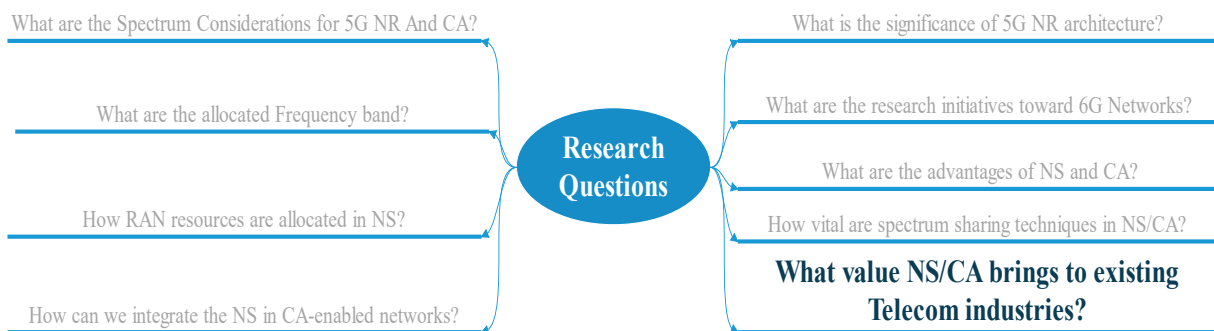 What are the Spectrum Considerations for 5G NR And CA?
What are the allocated Frequency band?
How RAN resources are allocated in NS?
How can we integrate the NS in CA-enabled networks?
Research
Questions
What is the significance of 5G NR architecture?
What are the research initiatives toward 6G Networks?
What are the advantages of NS and CA?
How vital are spectrum sharing techniques in NS/CA?
What value NS/CA brings to existing
Telecom industries?